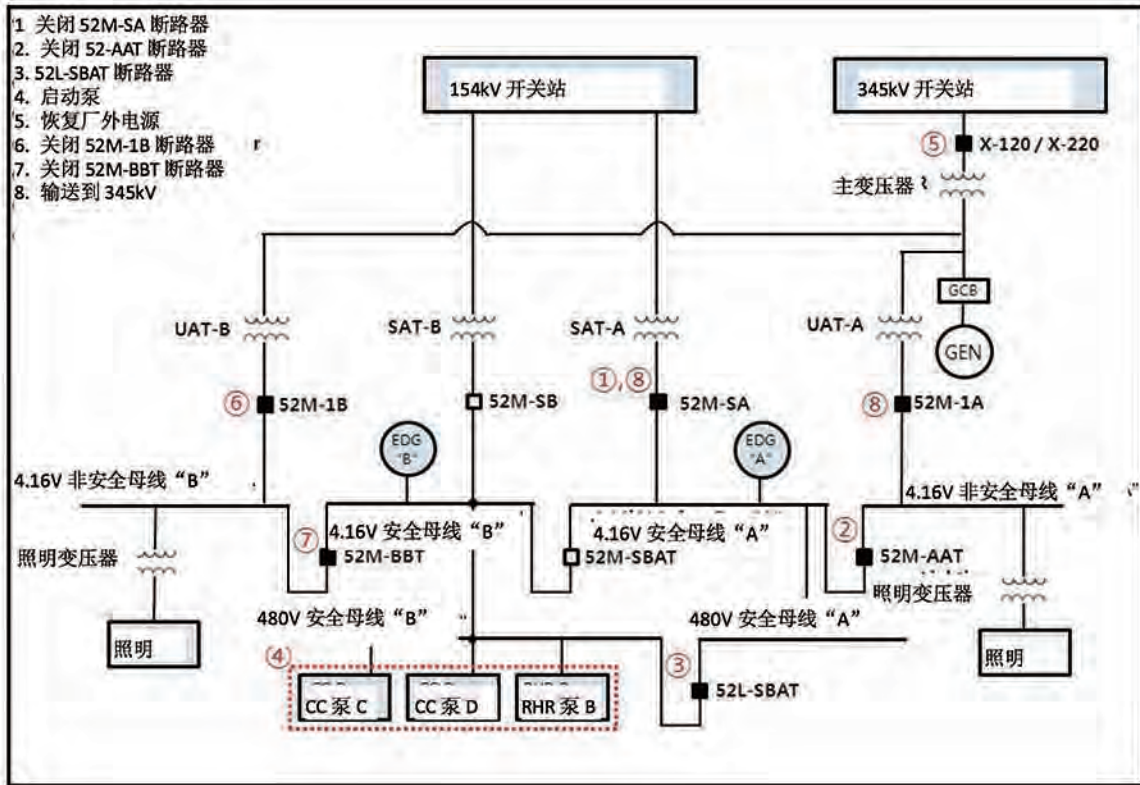 1 关闭 52M-SA 断路器
2. 关闭 52-AAT 断路器
3. 52L-SBAT 断路器
4. 启动泵
5. 恢复厂外电源
6. 关闭 52M-1B 断路器 r
7. 关闭 52M-BBT 断路器
8. 输送到 345kV
154kV 开关站
345kV 开关站
⑤ X-120 / X-220
主变压器
GCB
GEN
UAT-B
SAT-B
SAT-A
UAT-A
⑥ 52M-1B
52M-SB
①,⑧ 52M-SA
⑧ 52M-1A
EDG
"B"
EDG
"A"
4.16V 非安全母线“B”
4.16V 非安全母线“A”
4.16V 安全母线“B”
4.16V 安全母线“A”
⑦ 52M-BBT
52M-SBAT
② 52M-AAT
照明变压器
照明变压器
480V 安全母线“B”
480V 安全母线“A”
照明
照明
④
③
52L-SBAT
CC 泵 C
CC 泵 D
RHR 泵 B